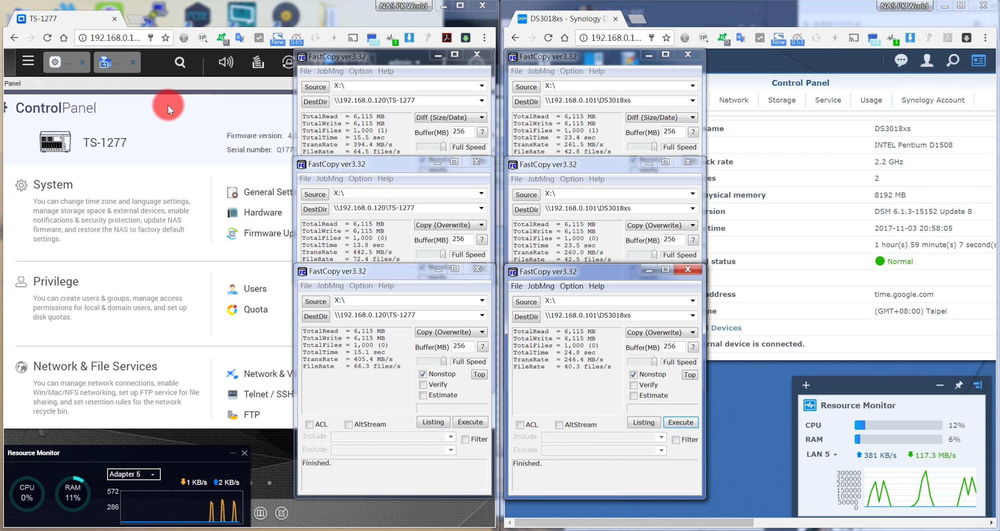 NAS PK World
TS-1277
192.168.0.1...
0
New
0.65
7d
3
...
...
Panel
ControlPanel
TS-1277
Firmware version: 4.
Serial number: Q177
System
You can change time zone and language settings,
manage storage space & external devices, enable
notifications & security protection, update NAS
firmware, and restore the NAS to factory default
settings.
General Sett
Hardware
Firmware Up
Privilege
You can create users & groups, manage access
permissions for local & domain users, and set up
disk quotas.
Users
Quota
Network & File Services
You can manage network connections, enable
Win/Mac/NFS networking, set up FTP service for file
sharing, and set retention rules for the network
recycle bin.
Network & V
Telnet / SSH
FTP
Resource Monitor
CPU
0%
RAM
11%
Adapter 5
1 KB/s 2 KB/s
572
286
FastCopy ver3.32
File JobMng Option Help
Source X:\
DestDir \\192.168.0.120\TS-1277
TotalRead = 6,115 MB
TotalWrite = 6,115 MB
TotalFiles = 1,000 (1)
TotalTime = 15.5 sec
TransRate = 394.4 MB/s
FileRate = 64.5 files/s
Diff (Size/Date)
Buffer(MB) 256 ?
Full Speed
FastCopy ver3.32
File JobMng Option Help
Source X:\
DestDir \\192.168.0.120\TS-1277
TotalRead = 6,115 MB
TotalWrite = 6,115 MB
TotalFiles = 1,000 (0)
TotalTime = 13.8 sec
TransRate = 442.5 MB/s
FileRate = 72.4 files/s
Copy (Overwrite)
Buffer(MB) 256 ?
Full Speed
FastCopy ver3.32
File JobMng Option Help
Source X:\
DestDir \\192.168.0.120\TS-1277
TotalRead = 6,115 MB
TotalWrite = 6,115 MB
TotalFiles = 1,000 (0)
TotalTime = 15.1 sec
TransRate = 405.4 MB/s
FileRate = 66.3 files/s
Copy (Overwrite)
Buffer(MB) 256 ?
Full Speed
Nonstop Top
Verify
Estimate
ACL AltStream Listing Execute
Include Filter
Exclude
Finished.
NAS PK World
DS3018xs - Synology D
192.168.0.1...
0
New
0.53
7d
3
FastCopy ver3.32
File JobMng Option Help
Source X:\
DestDir \\192.168.0.101\DS3018xs
TotalRead = 6,115 MB
TotalWrite = 6,115 MB
TotalFiles = 1,000 (1)
TotalTime = 23.4 sec
TransRate = 261.5 MB/s
FileRate = 42.8 files/s
Diff (Size/Date)
Buffer(MB) 256 ?
Full Speed
FastCopy ver3.32
File JobMng Option Help
Source X:\
DestDir \\192.168.0.101\DS3018xs
TotalRead = 6,115 MB
TotalWrite = 6,115 MB
TotalFiles = 1,000 (0)
TotalTime = 23.5 sec
TransRate = 260.0 MB/s
FileRate = 42.5 files/s
Copy (Overwrite)
Buffer(MB) 256 ?
Full Speed
FastCopy ver3.32
File JobMng Option Help
Source X:\
DestDir \\192.168.0.101\DS3018xs
TotalRead = 6,115 MB
TotalWrite = 6,115 MB
TotalFiles = 1,000 (0)
TotalTime = 24.8 sec
TransRate = 246.4 MB/s
FileRate = 40.3 files/s
Copy (Overwrite)
Buffer(MB) 256 ?
Full Speed
Nonstop Top
Verify
Estimate
ACL AltStream Listing Execute
Include Filter
Exclude
Finished.
Control Panel
Network Storage Service Usage Synology Account
ame DS3018xs
INTEL Pentium D1508
ck rate 2.2 GHz
es 2
ysical memory 8192 MB
rsion DSM 6.1.3-15152 Update 8
time 2017-11-03 20:58:05
1 hour(s) 59 minute(s) 7 second(s
l status Normal
address time.google.com
ne (GMT+08:00) Taipei
l Devices
rnal device is connected.
Resource Monitor
CPU 12%
RAM 6%
LAN 5 381 KB/s 117.3 MB/s
300000
250000
200000
150000
100000
50000
0